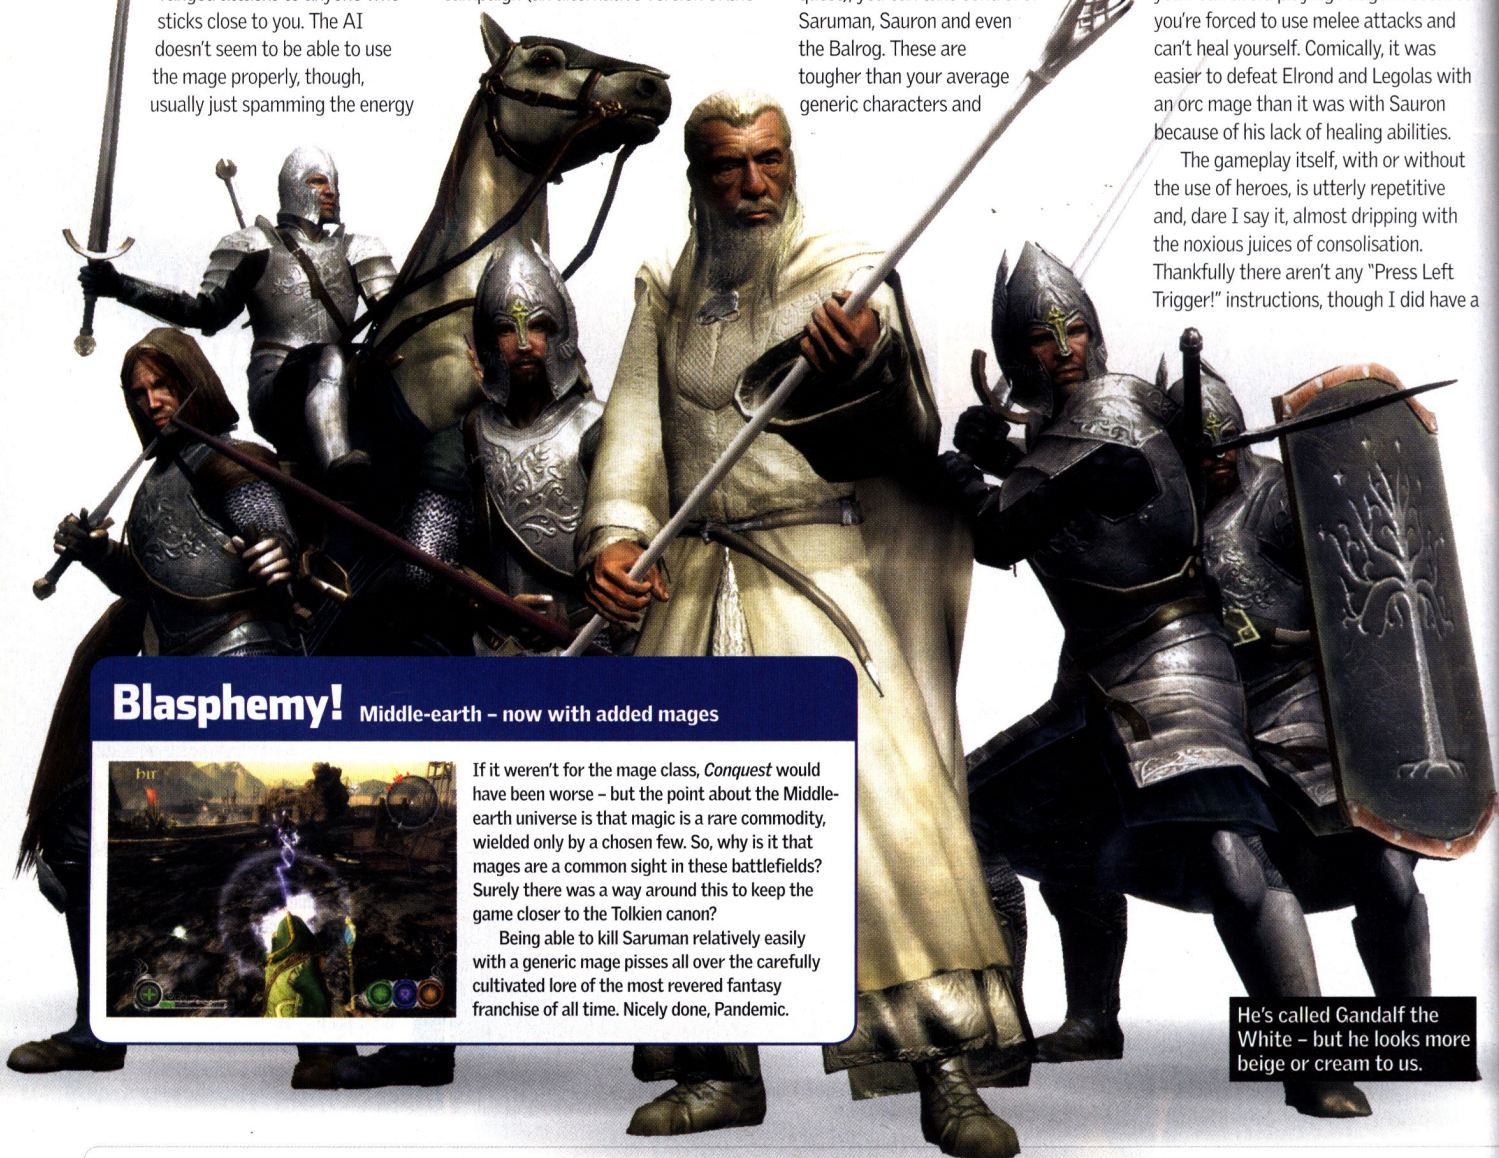 sticks close to you. The AI
doesn't seem to be able to use
the mage properly, though,
usually just spamming the energy
Saruman, Sauron and even
the Balrog. These are
tougher than your average
generic characters and
you're forced to use melee attacks and
can't heal yourself. Comically, it was
easier to defeat Elrond and Legolas with
an orc mage than it was with Sauron
because of his lack of healing abilities.
The gameplay itself, with or without
the use of heroes, is utterly repetitive
and, dare I say it, almost dripping with
the noxious juices of consolisation.
Thankfully there aren't any "Press Left
Trigger!" instructions, though I did have a
Blasphemy! Middle-earth – now with added mages
hit
If it weren't for the mage class, Conquest would
have been worse – but the point about the Middle-
earth universe is that magic is a rare commodity,
wielded only by a chosen few. So, why is it that
mages are a common sight in these battlefields?
Surely there was a way around this to keep the
game closer to the Tolkien canon?
Being able to kill Saruman relatively easily
with a generic mage pisses all over the carefully
cultivated lore of the most revered fantasy
franchise of all time. Nicely done, Pandemic.
He's called Gandalf the
White – but he looks more
beige or cream to us.